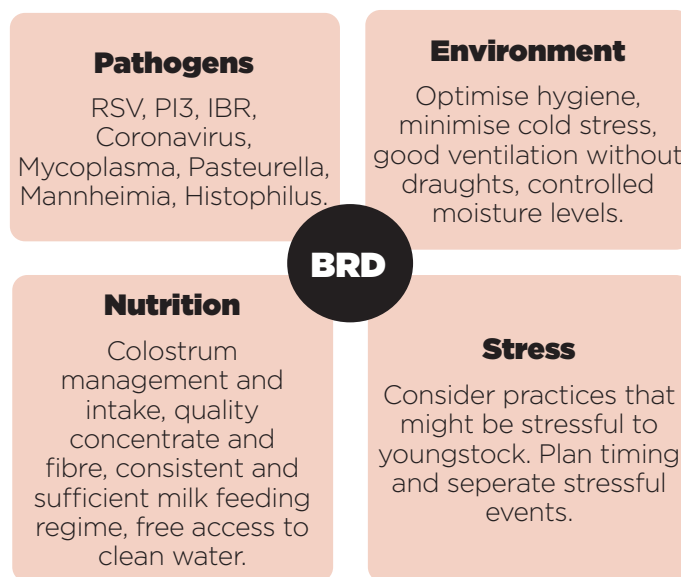 Pathogens
RSV, PI3, IBR,
Coronavirus,
Mycoplasma, Pasteurella,
Mannheimia, Histophilus.
Environment
Optimise hygiene,
minimise cold stress,
good ventilation without
draughts, controlled
moisture levels.
BRD
Nutrition
Colostrum
management and
intake, quality
concentrate and
fibre, consistent and
sufficient milk feeding
regime, free access to
clean water.
Stress
Consider practices that
might be stressful to
youngstock. Plan timing
and seperate stressful
events.